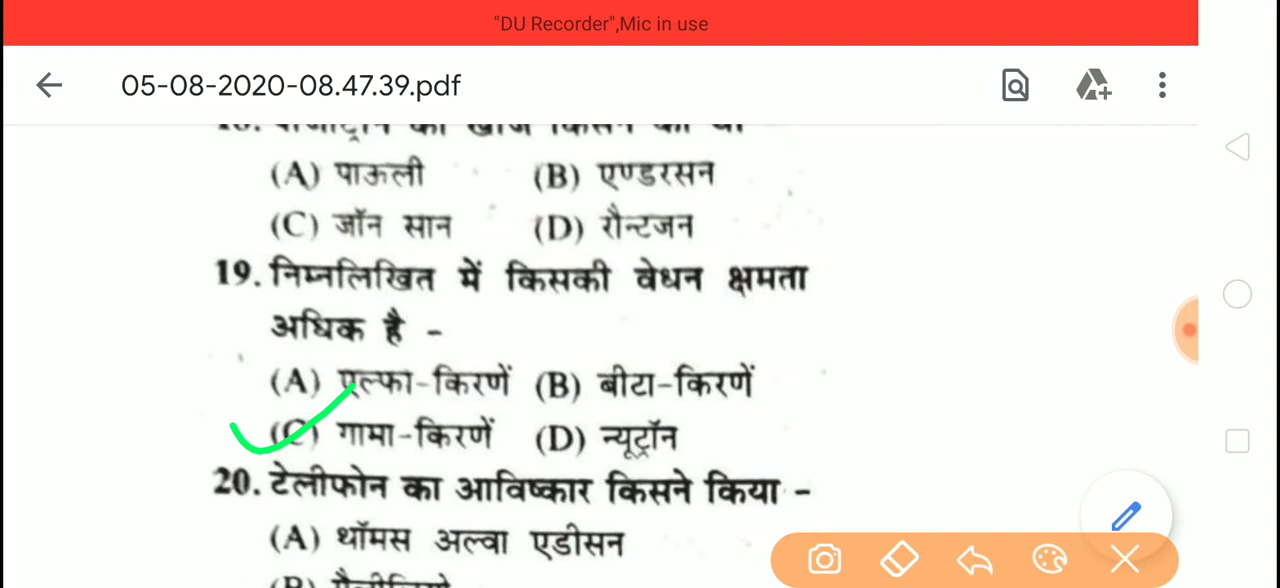 "DU Recorder",Mic in use
05-08-2020-08.47.39.pdf
(A) पाऊली (B) एण्डरसन
(C) जॉन सान (D) रौन्टजन
19. निम्नलिखित में किसकी वेधन क्षमता
अधिक है -
(A) एल्फा-किरणें (B) बीटा-किरणें
(C) गामा-किरणें (D) न्यूट्रॉन
20. टेलीफोन का आविष्कार किसने किया -
(A) थॉमस अल्वा एडीसन